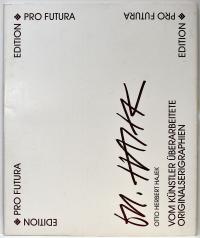 EDITION ❖ PRO FUTURA
EDITION ❖ PRO FUTURA
EDITION ❖ PRO FUTURA
EDITION ❖ PRO FUTURA
OTTO HERBERT HAJEK
VOM KÜNSTLER ÜBERARBEITETE
ORIGINALSERIGRAPHIEN